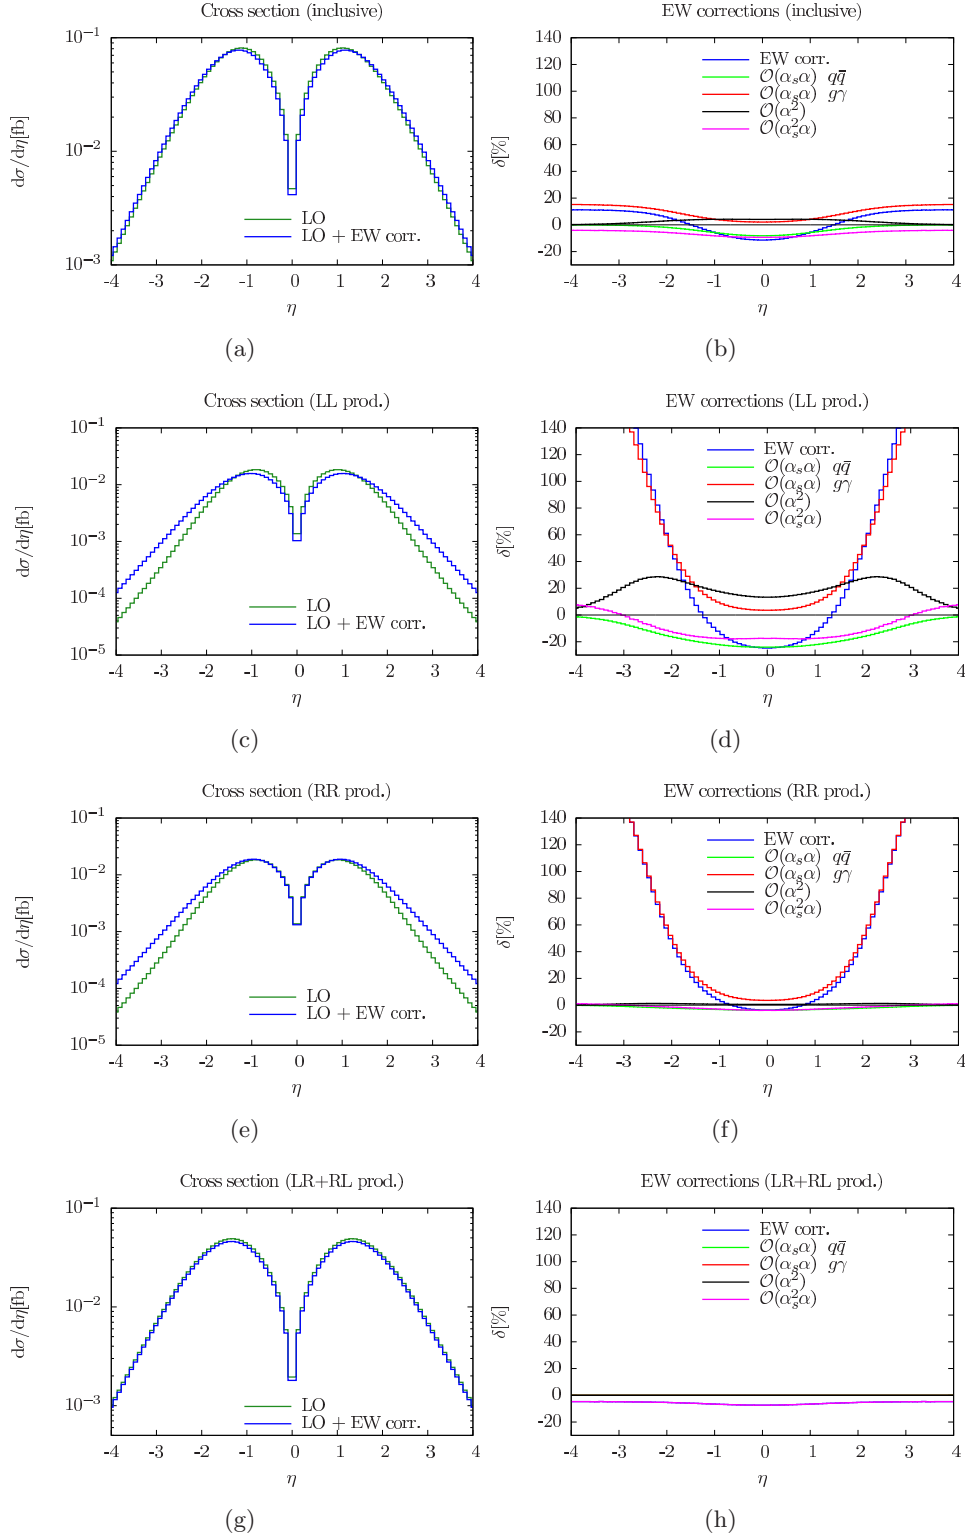 Cross section (inclusive)
dσ/dη[fb]
10⁻¹
10⁻²
10⁻³
LO
LO + EW corr.
-4 -3 -2 -1 0 1 2 3 4
η
(a)
EW corrections (inclusive)
δ[%]
140
120
100
80
60
40
20
0
-20
EW corr.
𝒪(αₛα) qq̄
𝒪(αₛα) gγ
𝒪(α²)
𝒪(αₛ²α)
-4 -3 -2 -1 0 1 2 3 4
η
(b)
Cross section (LL prod.)
dσ/dη[fb]
10⁻¹
10⁻²
10⁻³
10⁻⁴
10⁻⁵
LO
LO + EW corr.
-4 -3 -2 -1 0 1 2 3 4
η
(c)
EW corrections (LL prod.)
δ[%]
140
120
100
80
60
40
20
0
-20
EW corr.
𝒪(αₛα) qq̄
𝒪(αₛα) gγ
𝒪(α²)
𝒪(αₛ²α)
-4 -3 -2 -1 0 1 2 3 4
η
(d)
Cross section (RR prod.)
dσ/dη[fb]
10⁻¹
10⁻²
10⁻³
10⁻⁴
10⁻⁵
LO
LO + EW corr.
-4 -3 -2 -1 0 1 2 3 4
η
(e)
EW corrections (RR prod.)
δ[%]
140
120
100
80
60
40
20
0
-20
EW corr.
𝒪(αₛα) qq̄
𝒪(αₛα) gγ
𝒪(α²)
𝒪(αₛ²α)
-4 -3 -2 -1 0 1 2 3 4
η
(f)
Cross section (LR+RL prod.)
dσ/dη[fb]
10⁻¹
10⁻²
10⁻³
LO
LO + EW corr.
-4 -3 -2 -1 0 1 2 3 4
η
(g)
EW corrections (LR+RL prod.)
δ[%]
140
120
100
80
60
40
20
0
-20
EW corr.
𝒪(αₛα) qq̄
𝒪(αₛα) gγ
𝒪(α²)
𝒪(αₛ²α)
-4 -3 -2 -1 0 1 2 3 4
η
(h)